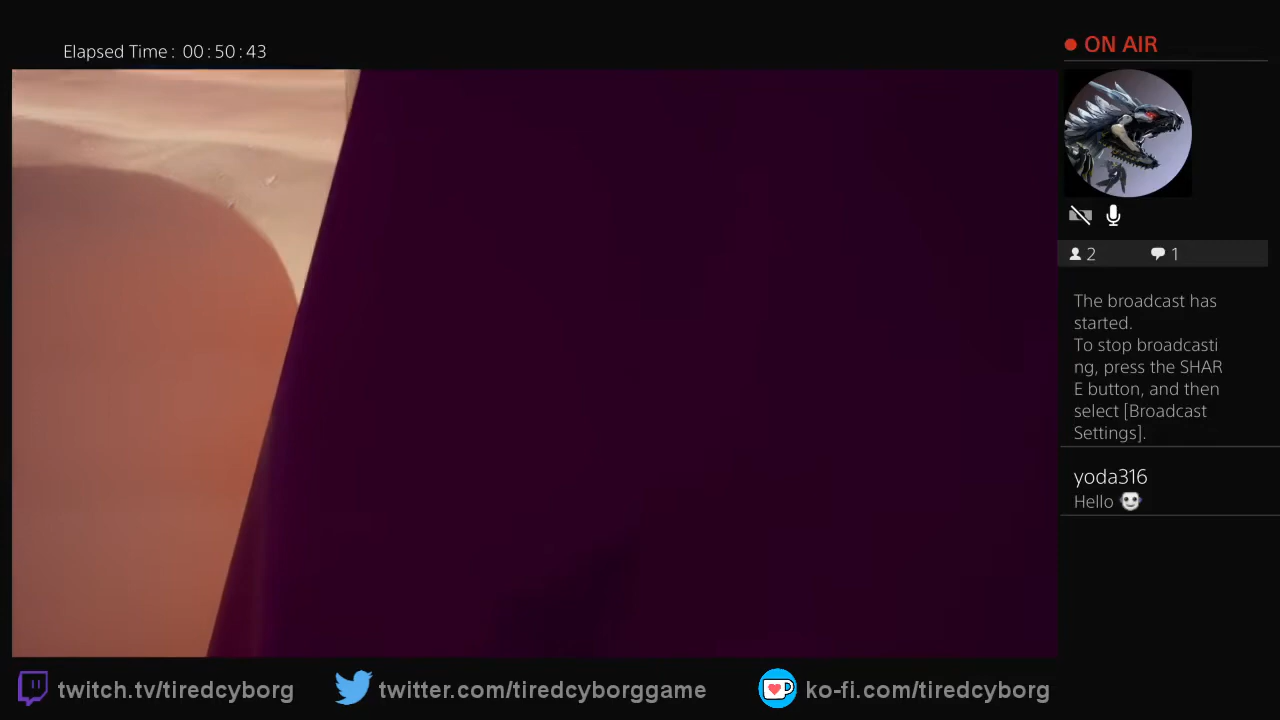 Elapsed Time : 00 : 50 : 43
ON AIR
2
1
The broadcast has
started.
To stop broadcasti
ng, press the SHAR
E button, and then
select [Broadcast
Settings].
yoda316
Hello
twitch.tv/tiredcyborg
twitter.com/tiredcyborggame
ko-fi.com/tiredcyborg